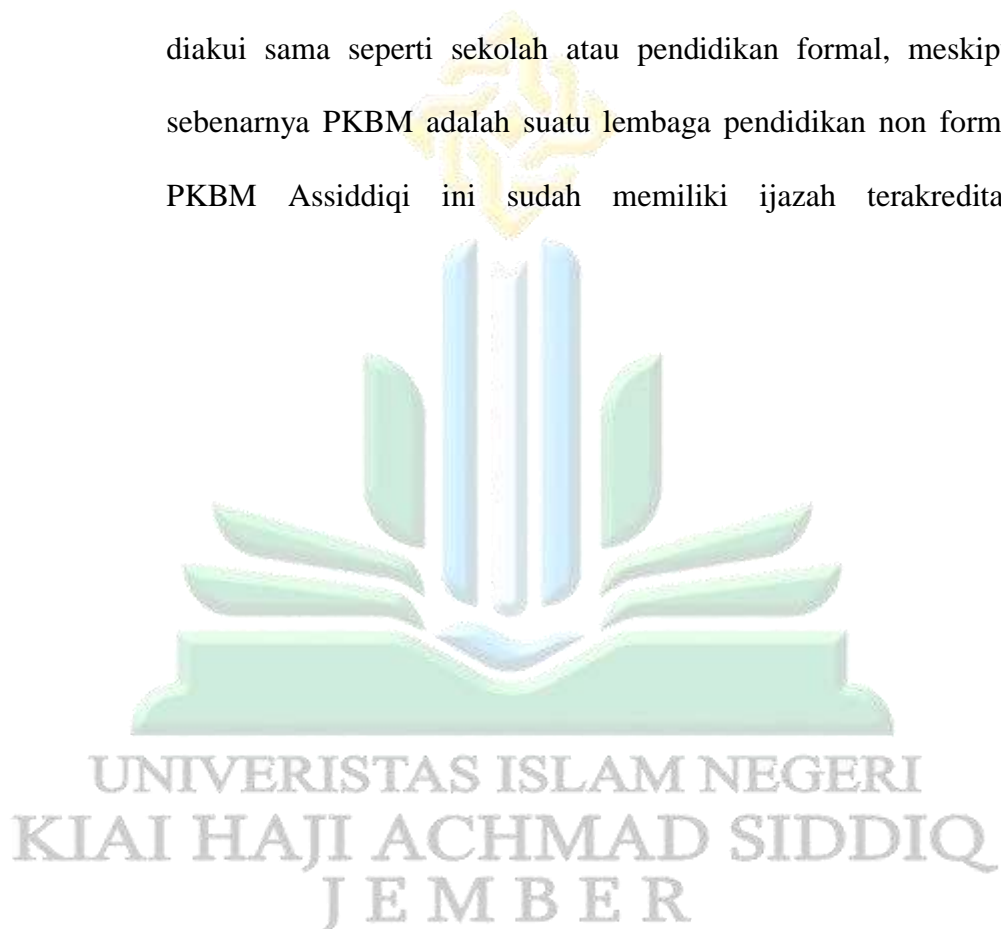 diakui sama seperti sekolah atau pendidikan formal, meskip
sebenarnya PKBM adalah suatu lembaga pendidikan non form
PKBM Assiddiqi ini sudah memiliki ijazah terakredita
UNIVERISTAS ISLAM NEGERI
KIAI HAJI ACHMAD SIDDIQ
JEMBER